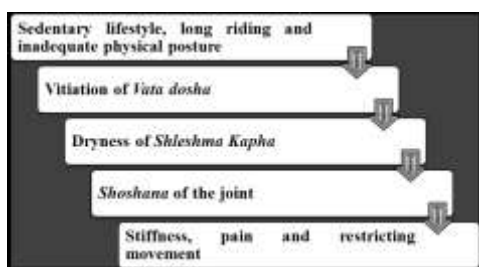 Sedentary lifestyle, long riding and
inadequate physical posture
Vitiation of Vata dosha
Dryness of Shleshma Kapha
Shoshana of the joint
Stiffness, pain and restricting
movement